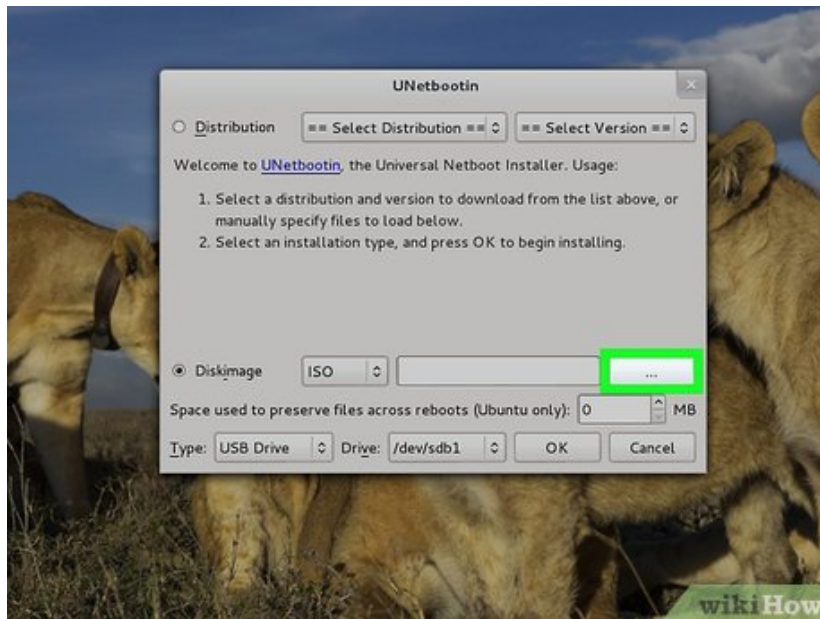 UNetbootin
Distribution == Select Distribution == == Select Version ==
Welcome to UNetbootin, the Universal Netboot Installer. Usage:
1. Select a distribution and version to download from the list above, or
manually specify files to load below.
2. Select an installation type, and press OK to begin installing.
Diskimage ISO ...
Space used to preserve files across reboots (Ubuntu only): 0 MB
Type: USB Drive Drive: /dev/sdb1 OK Cancel
wikiHow